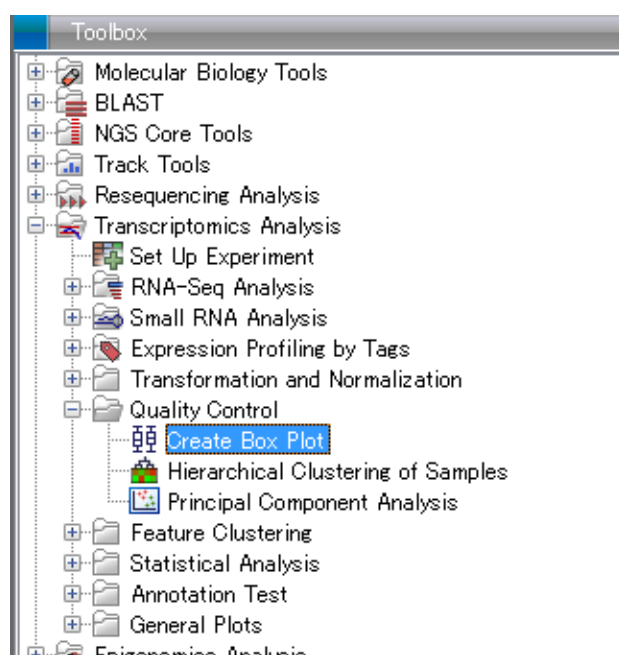 Toolbox
Molecular Biology Tools
BLAST
NGS Core Tools
Track Tools
Resequencing Analysis
Transcriptomics Analysis
Set Up Experiment
RNA-Seq Analysis
Small RNA Analysis
Expression Profiling by Tags
Transformation and Normalization
Quality Control
Create Box Plot
Hierarchical Clustering of Samples
Principal Component Analysis
Feature Clustering
Statistical Analysis
Annotation Test
General Plots
Epigenomics Analysis